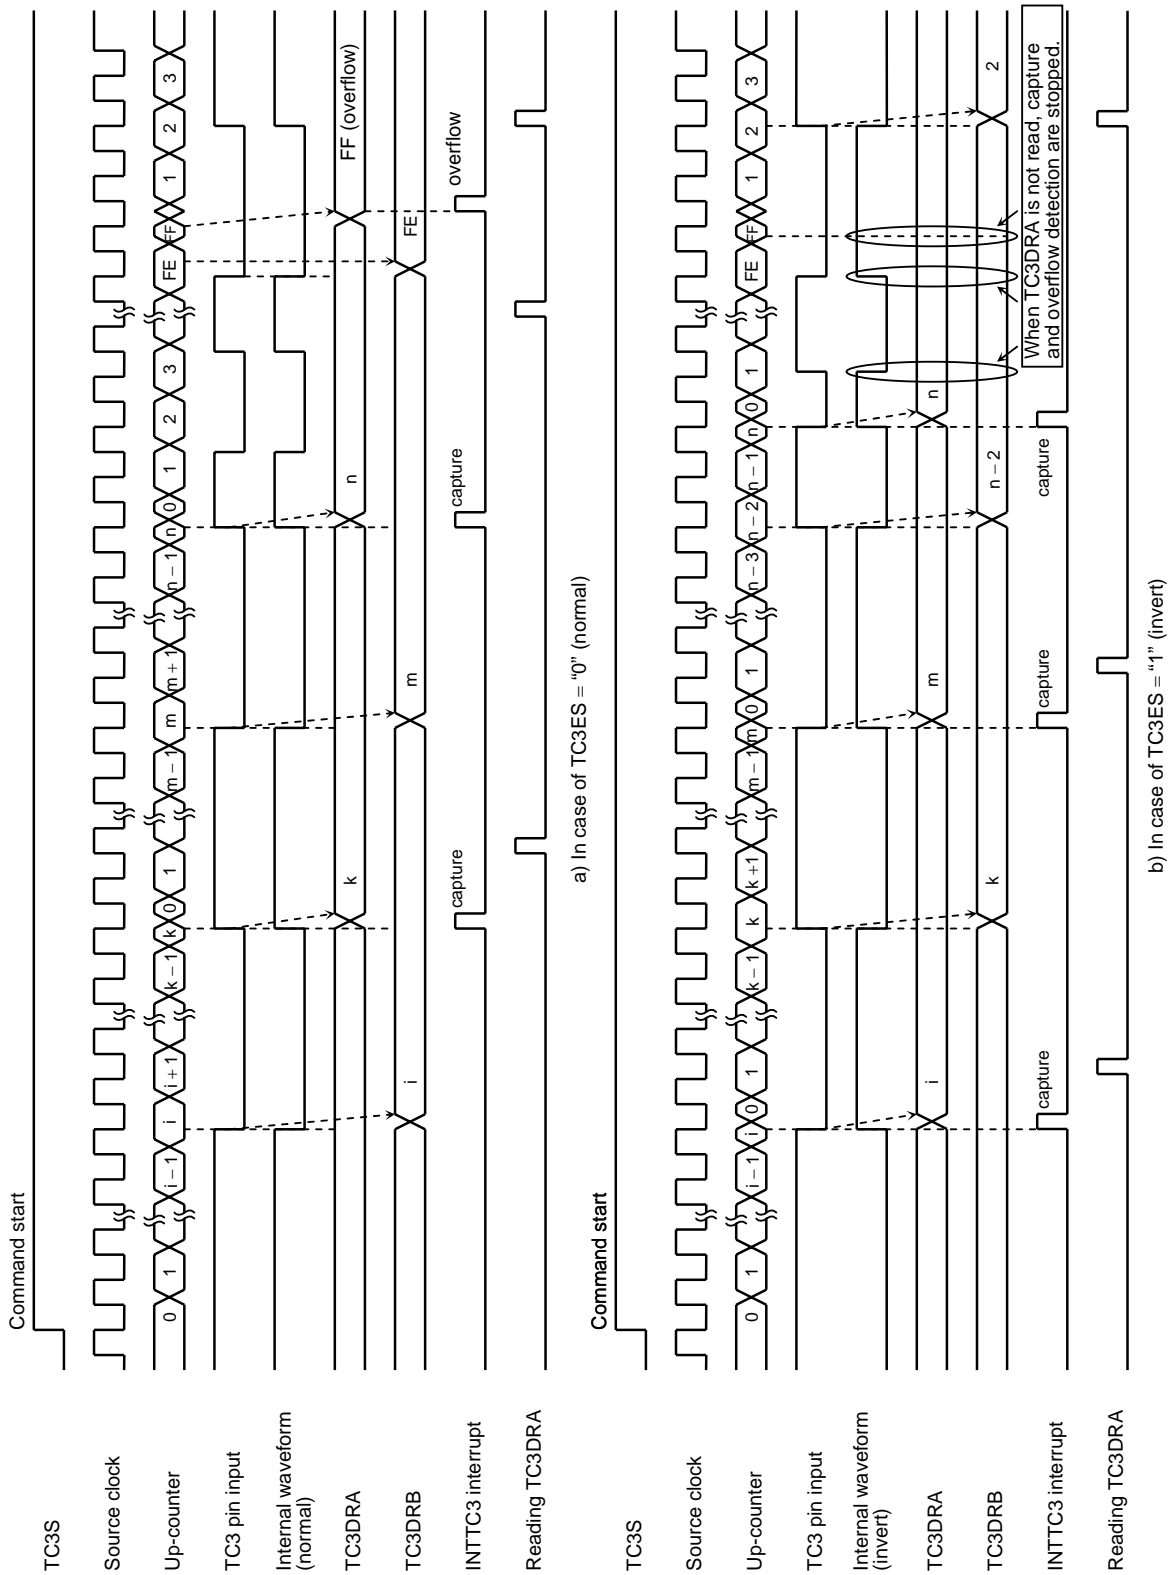 TC3S
Command start
Source clock
Up-counter
0 1 i − 1 i i + 1 k − 1 k 0 1 m − 1 m m + 1 n − 1 n 0 1 2 3 FE FF 1 2 3
TC3 pin input
Internal waveform
(normal)
TC3DRA
k n FF (overflow)
TC3DRB
i m FE
INTTC3 interrupt
capture capture overflow
Reading TC3DRA
a) In case of TC3ES = “0” (normal)
TC3S
Command start
Source clock
Up-counter
0 1 i − 1 i 0 1 k − 1 k k + 1 m − 1 m 0 1 n − 3 n − 2 n − 1 n 0 1 FE FF 1 2 3
TC3 pin input
Internal waveform
(invert)
TC3DRA
i m n
TC3DRB
k n − 2 2
INTTC3 interrupt
capture capture capture
When TC3DRA is not read, capture
and overflow detection are stopped.
Reading TC3DRA
b) In case of TC3ES = “1” (invert)